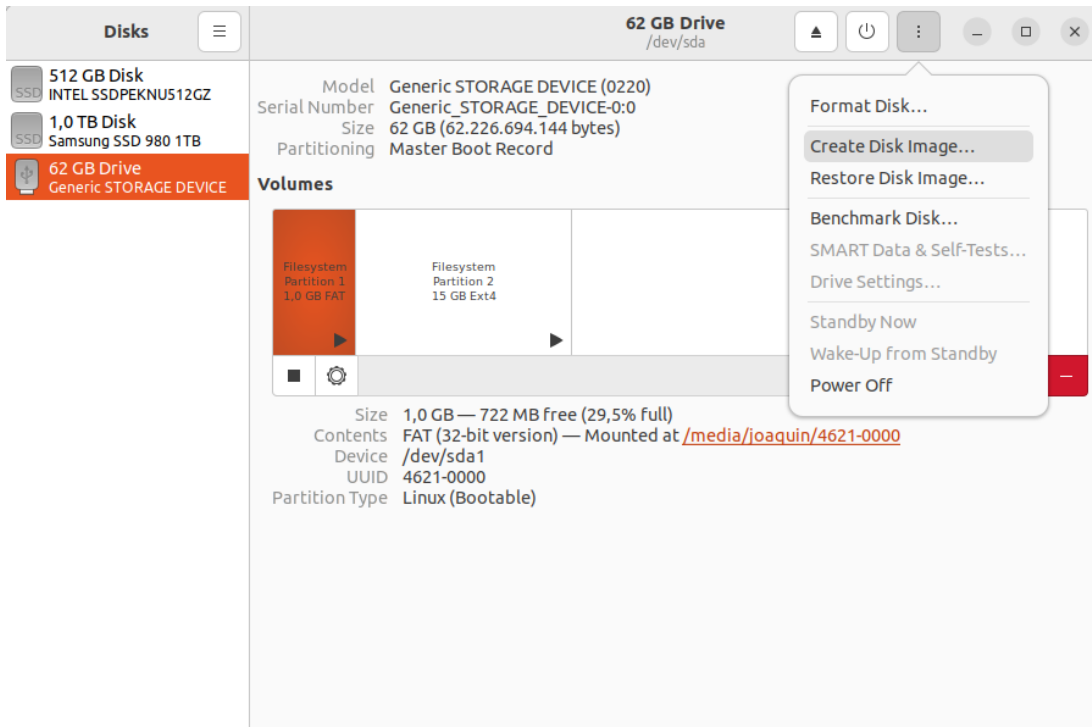 Disks
62 GB Drive
/dev/sda
512 GB Disk
SSD
INTEL SSDPEKNU512GZ
1,0 TB Disk
SSD
Samsung SSD 980 1TB
62 GB Drive
Generic STORAGE DEVICE
Model Generic STORAGE DEVICE (0220)
Serial Number Generic_STORAGE_DEVICE-0:0
Size 62 GB (62.226.694.144 bytes)
Partitioning Master Boot Record
Volumes
Filesystem
Partition 1
1,0 GB FAT
Filesystem
Partition 2
15 GB Ext4
Size 1,0 GB — 722 MB free (29,5% full)
Contents FAT (32-bit version) — Mounted at /media/joaquin/4621-0000
Device /dev/sda1
UUID 4621-0000
Partition Type Linux (Bootable)
Format Disk…
Create Disk Image…
Restore Disk Image…
Benchmark Disk…
SMART Data & Self-Tests…
Drive Settings…
Standby Now
Wake-Up from Standby
Power Off